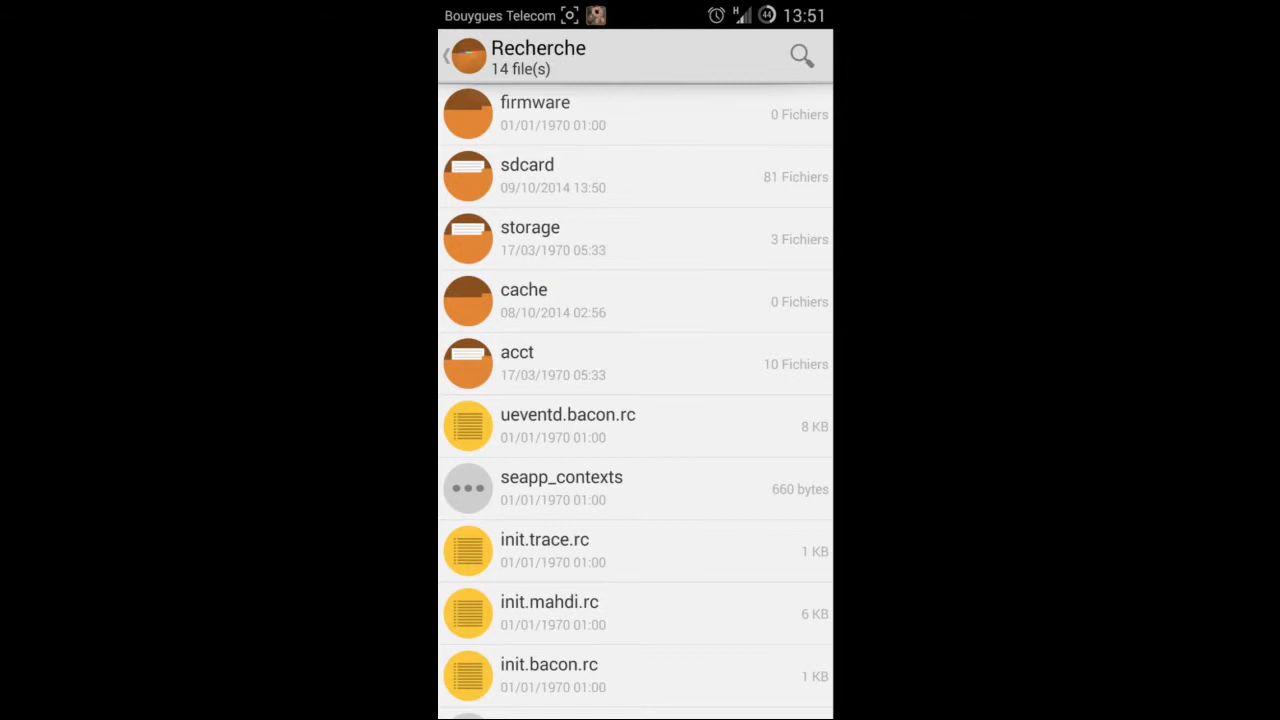 Bouygues Telecom H 44 13:51
Recherche
14 file(s)
firmware
01/01/1970 01:00
0 Fichiers
sdcard
09/10/2014 13:50
81 Fichiers
storage
17/03/1970 05:33
3 Fichiers
cache
08/10/2014 02:56
0 Fichiers
acct
17/03/1970 05:33
10 Fichiers
ueventd.bacon.rc
01/01/1970 01:00
8 KB
seapp_contexts
01/01/1970 01:00
660 bytes
init.trace.rc
01/01/1970 01:00
1 KB
init.mahdi.rc
01/01/1970 01:00
6 KB
init.bacon.rc
01/01/1970 01:00
1 KB